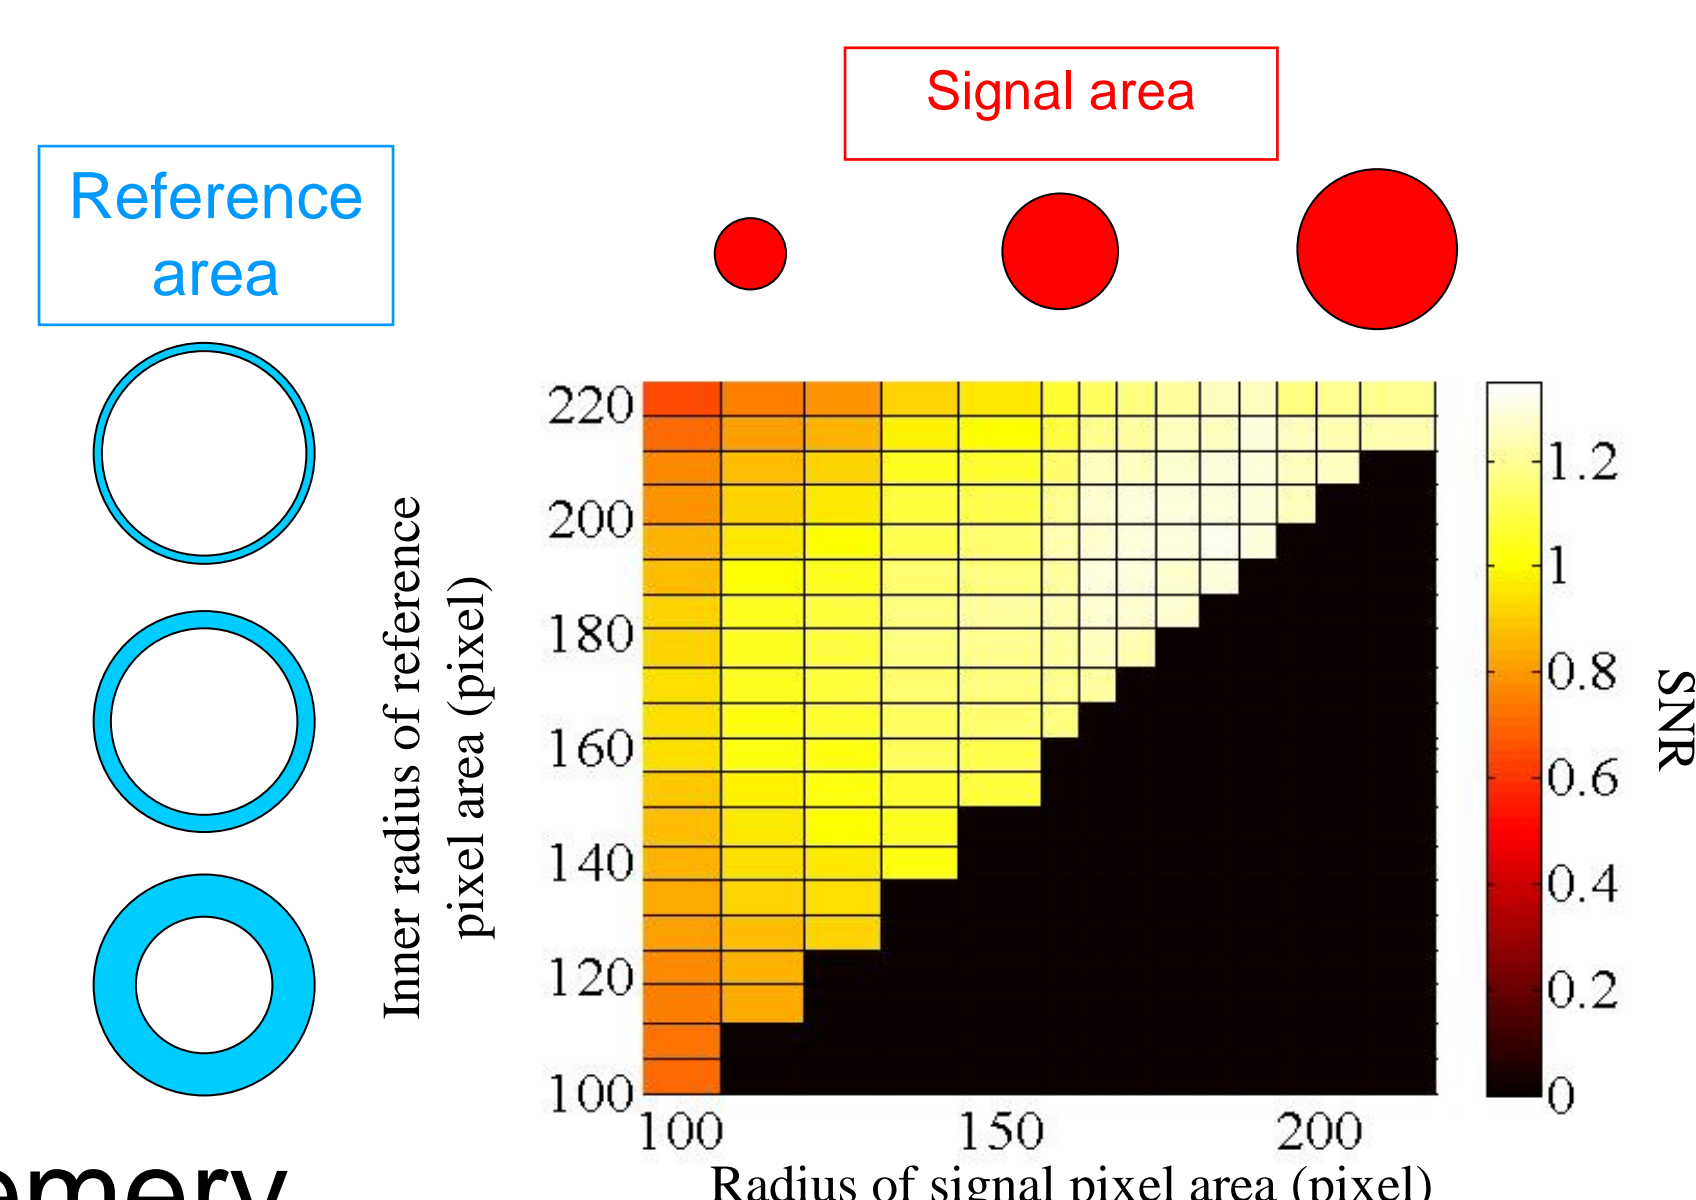 Signal area
Reference
area
Inner radius of reference
pixel area (pixel)
220
200
180
160
140
120
100
100
150
200
Radius of signal pixel area (pixel)
1.2
1
0.8
0.6
0.4
0.2
0
SNR
emery